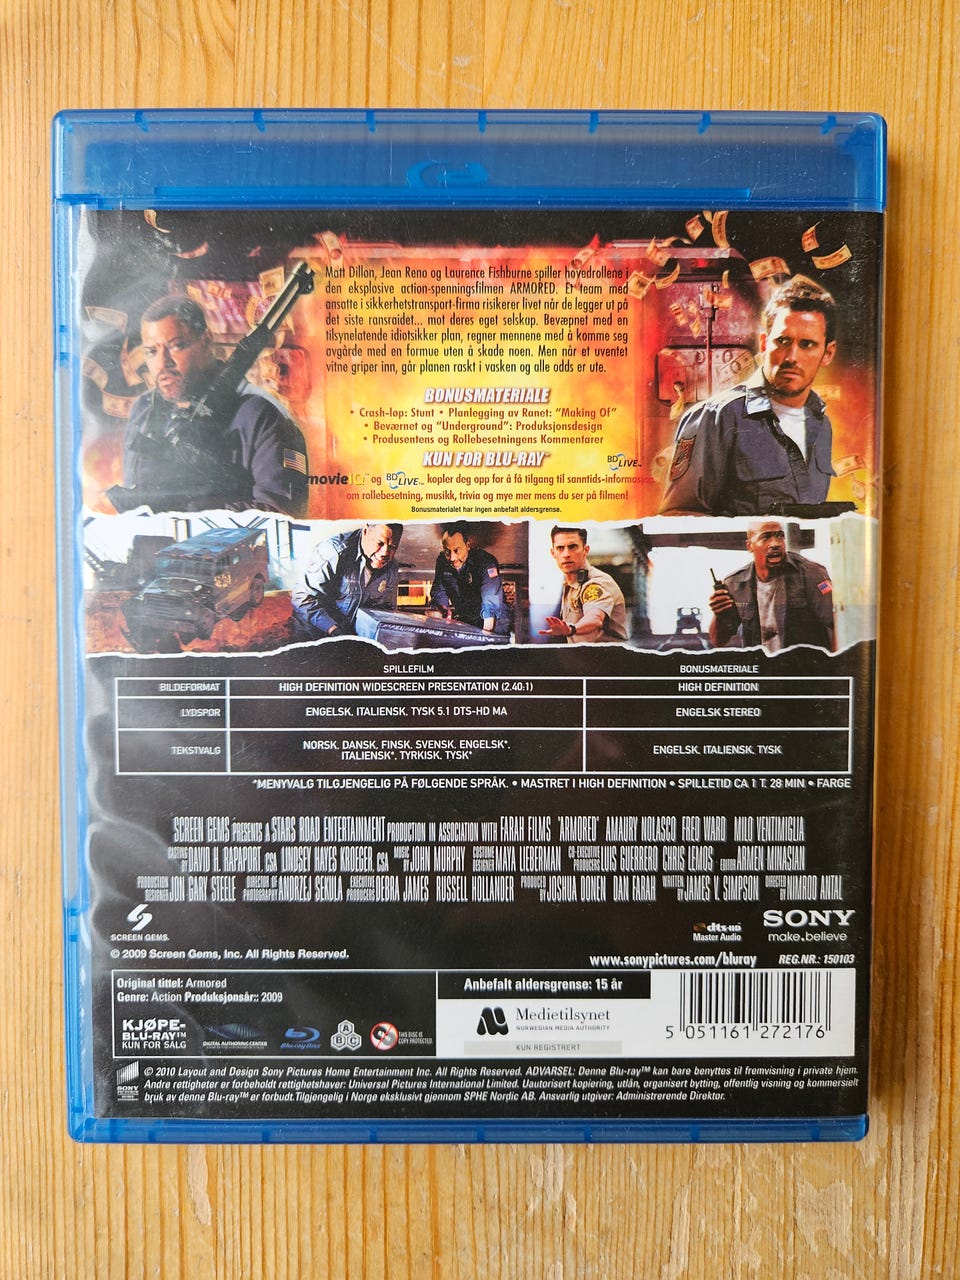 Matt Dillon, Jean Reno og Laurence Fishburne spiller hovedrollene i
den eksplosive action-spenningsfilmen ARMORED. Et team med
ansatte i sikkerhetstransport-firma risikerer livet når de legger ut på
det siste ransraidet... mot deres eget selskap. Bevæpnet med en
tilsynelatende idiotsikker plan, regner mennene med å komme seg
avgårde med en formue uten å skade noen. Men når et uventet
vitne griper inn, går planen raskt i vasken og alle odds er ute.
BONUSMATERIALE
• Crash-løp: Stunt • Planlegging av Ranet: "Making Of"
• Beværnet og "Underground": Produksjonsdesign
• Produsentens og Rollebesetningens Kommentarer
KUN FOR BLU-RAY™
BD LIVE™
movieIQ™ og BD LIVE™ kopler deg opp for å få tilgang til sanntids-informasjon
om rollebesetning, musikk, trivia og mye mer mens du ser på filmen!
Bonusmaterialet har ingen anbefalt aldersgrense.
SPILLEFILM BONUSMATERIALE
BILDEFORMAT HIGH DEFINITION WIDESCREEN PRESENTATION (2.40:1) HIGH DEFINITION
LYDSPOR ENGELSK, ITALIENSK, TYSK 5.1 DTS-HD MA ENGELSK STEREO
TEKSTVALG NORSK, DANSK, FINSK, SVENSK, ENGELSK*, ITALIENSK*, TYRKISK, TYSK* ENGELSK, ITALIENSK, TYSK
*MENYVALG TILGJENGELIG PÅ FØLGENDE SPRÅK. • MASTRET I HIGH DEFINITION • SPILLETID CA 1 T. 28 MIN • FARGE
SCREEN GEMS PRESENTS A STARS ROAD ENTERTAINMENT PRODUCTION IN ASSOCIATION WITH FARAH FILMS "ARMORED" AMAURY NOLASCO FRED WARD MILO VENTIMIGLIA
CASTING BY DAVID H. RAPAPORT CSA LINDSEY HAYES KROEGER, CSA MUSIC BY JOHN MURPHY COSTUME DESIGNER MAYA LIEBERMAN CO-EXECUTIVE PRODUCERS LUIS GUERRERO CHRIS LEMOS EDITOR ARMEN MINASIAN
PRODUCTION DESIGNER JON GARY STEELE DIRECTOR OF PHOTOGRAPHY ANDRZEJ SEKULA EXECUTIVE PRODUCERS DEBRA JAMES RUSSELL HOLLANDER PRODUCED BY JOSHUA DONEN DAN FARAH WRITTEN BY JAMES V. SIMPSON DIRECTED BY NIMRÓD ANTAL
SCREEN GEMS
dts-HD
Master Audio
SONY
make.believe
© 2009 Screen Gems, Inc. All Rights Reserved.
www.sonypictures.com/bluray REG.NR.: 150103
Original tittel: Armored
Genre: Action Produksjonsår:: 2009
KJØPE-
BLU-RAY™
KUN FOR SALG
DIGITAL AUTHORING CENTER
Blu-ray Disc
A
B C
THIS DISC IS
COPY PROTECTED
Anbefalt aldersgrense: 15 år
Medietilsynet
NORWEGIAN MEDIA AUTHORITY
KUN REGISTRERT
5 051161 272176
SONY
PICTURES
© 2010 Layout and Design Sony Pictures Home Entertainment Inc. All Rights Reserved. ADVARSEL: Denne Blu-ray™ kan bare benyttes til fremvisning i private hjem.
Andre rettigheter er forbeholdt rettighetshaver: Universal Pictures International Limited. Uautorisert kopiering, utlån, organisert bytting, offentlig visning og kommersielt
bruk av denne Blu-ray™ er forbudt.Tilgjengelig i Norge eksklusivt gjennom SPHE Nordic AB. Ansvarlig utgiver: Administrerende Direktør.